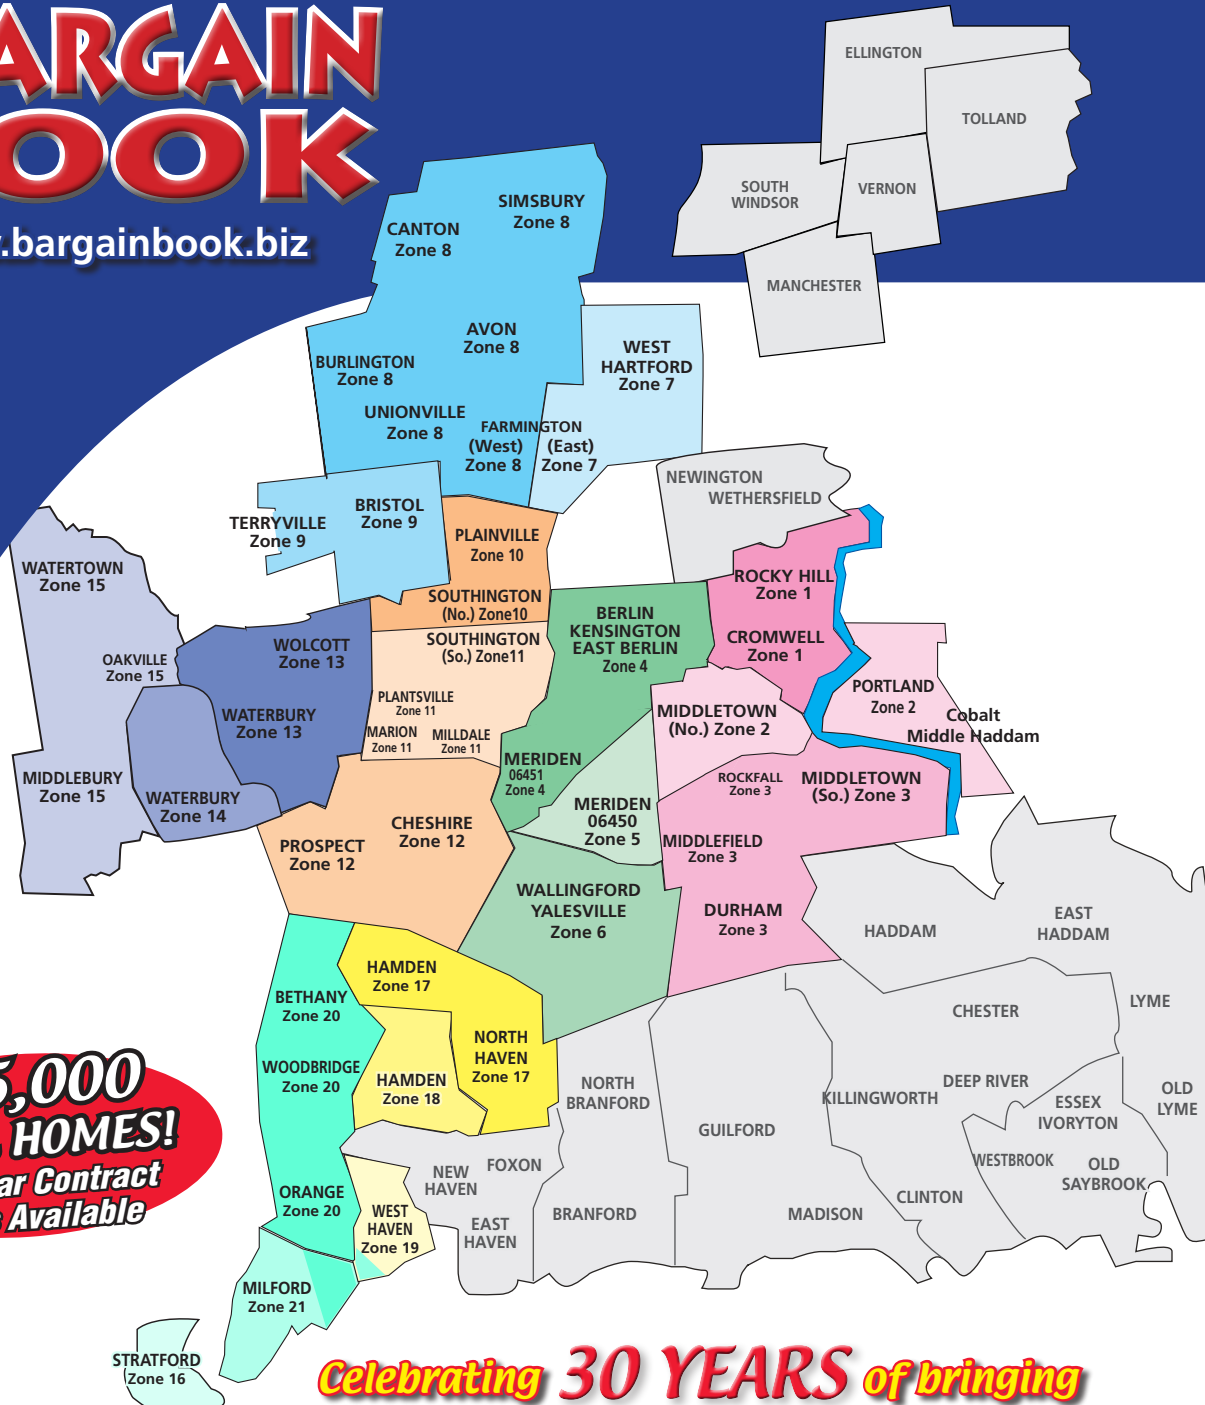 ARGAIN
OOK
.bargainbook.biz
ELLINGTON
TOLLAND
SOUTH
WINDSOR
VERNON
MANCHESTER
SIMSBURY
Zone 8
CANTON
Zone 8
AVON
Zone 8
BURLINGTON
Zone 8
WEST
HARTFORD
Zone 7
UNIONVILLE
Zone 8
FARMINGTON
(West) (East)
Zone 8 Zone 7
NEWINGTON
WETHERSFIELD
BRISTOL
Zone 9
TERRYVILLE
Zone 9
PLAINVILLE
Zone 10
WATERTOWN
Zone 15
ROCKY HILL
Zone 1
SOUTHINGTON
(No.) Zone10
BERLIN
KENSINGTON
EAST BERLIN
Zone 4
SOUTHINGTON
(So.) Zone11
CROMWELL
Zone 1
WOLCOTT
Zone 13
OAKVILLE
Zone 15
PORTLAND
Zone 2
PLANTSVILLE
Zone 11
MIDDLETOWN
(No.) Zone 2
WATERBURY
Zone 13
Cobalt
Middle Haddam
MARION
Zone 11
MILLDALE
Zone 11
MERIDEN
06451
Zone 4
MIDDLEBURY
Zone 15
ROCKFALL
Zone 3
MIDDLETOWN
(So.) Zone 3
WATERBURY
Zone 14
MERIDEN
06450
Zone 5
CHESHIRE
Zone 12
PROSPECT
Zone 12
MIDDLEFIELD
Zone 3
WALLINGFORD
YALESVILLE
Zone 6
DURHAM
Zone 3
HADDAM
EAST
HADDAM
HAMDEN
Zone 17
BETHANY
Zone 20
CHESTER
LYME
NORTH
HAVEN
Zone 17
WOODBRIDGE
Zone 20
HAMDEN
Zone 18
NORTH
BRANFORD
KILLINGWORTH
DEEP RIVER
OLD
LYME
ESSEX
IVORYTON
5,000
HOMES!
ar Contract
Available
GUILFORD
WESTBROOK
OLD
SAYBROOK
NEW
HAVEN
FOXON
ORANGE
Zone 20
WEST
HAVEN
Zone 19
EAST
HAVEN
BRANFORD
MADISON
CLINTON
MILFORD
Zone 21
STRATFORD
Zone 16
Celebrating 30 YEARS of bringing